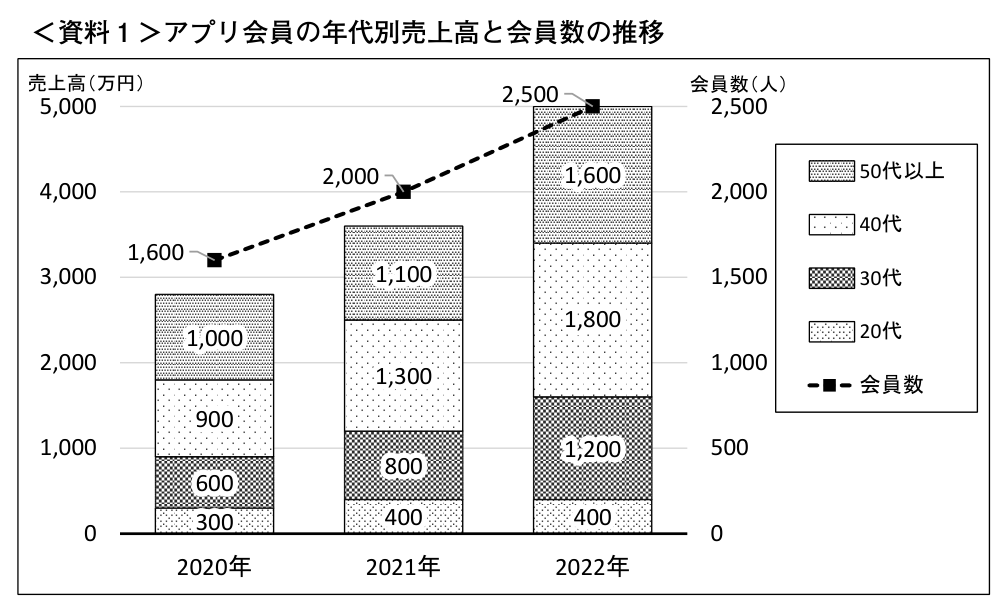 ＜資料１＞アプリ会員の年代別売上高と会員数の推移
売上高（万円）
会員数（人）
5,000
4,000
3,000
2,000
1,000
0
2,500
2,000
1,500
1,000
500
0
1,600
2,000
2,500
1,000
900
600
300
1,100
1,300
800
400
1,600
1,800
1,200
400
2020年
2021年
2022年
50代以上
40代
30代
20代
会員数